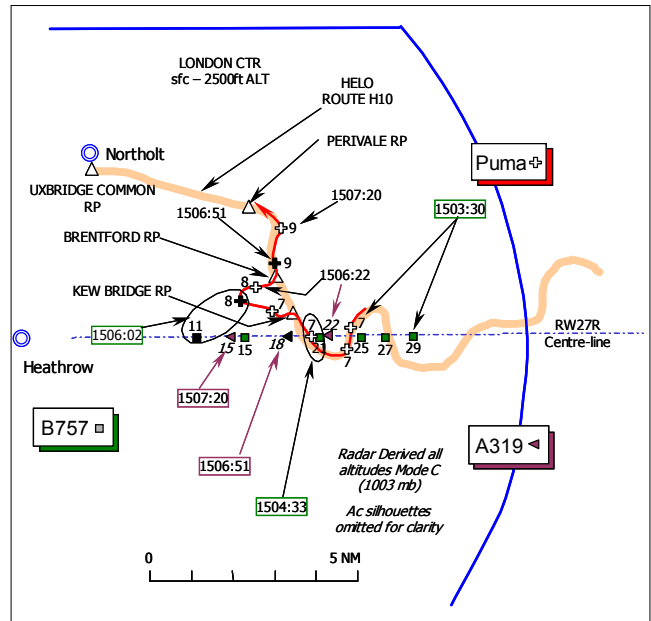 LONDON CTR
sfc – 2500ft ALT
HELO
ROUTE H10
PERIVALE RP
Northolt
Puma
UXBRIDGE COMMON
RP
1506:51
1507:20
1503:30
9
BRENTFORD RP
9
1506:22
8
8
KEW BRIDGE RP
7
7
22
7
1506:02
11
15
15
18
21
7
25
27
29
RW27R
Centre-line
Heathrow
1507:20
B757
A319
1506:51
Radar Derived all
altitudes Mode C
(1003 mb)
1504:33
Ac silhouettes
omitted for clarity
0
5 NM